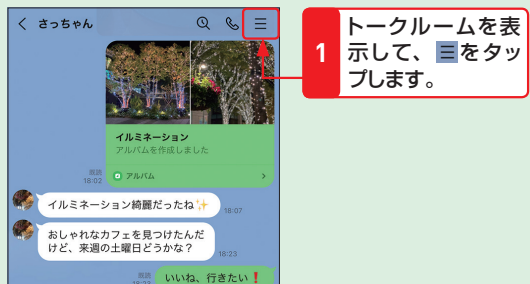 さっちゃん
1
トークルームを表
示して、≡をタッ
プします。
イルミネーション
アルバムを作成しました
既読
18:02
アルバム
イルミネーション綺麗だったね✨
18:07
おしゃれなカフェを見つけたんだ
けど、来週の土曜日どうかな?
18:23
既読
いいね、行きたい❗